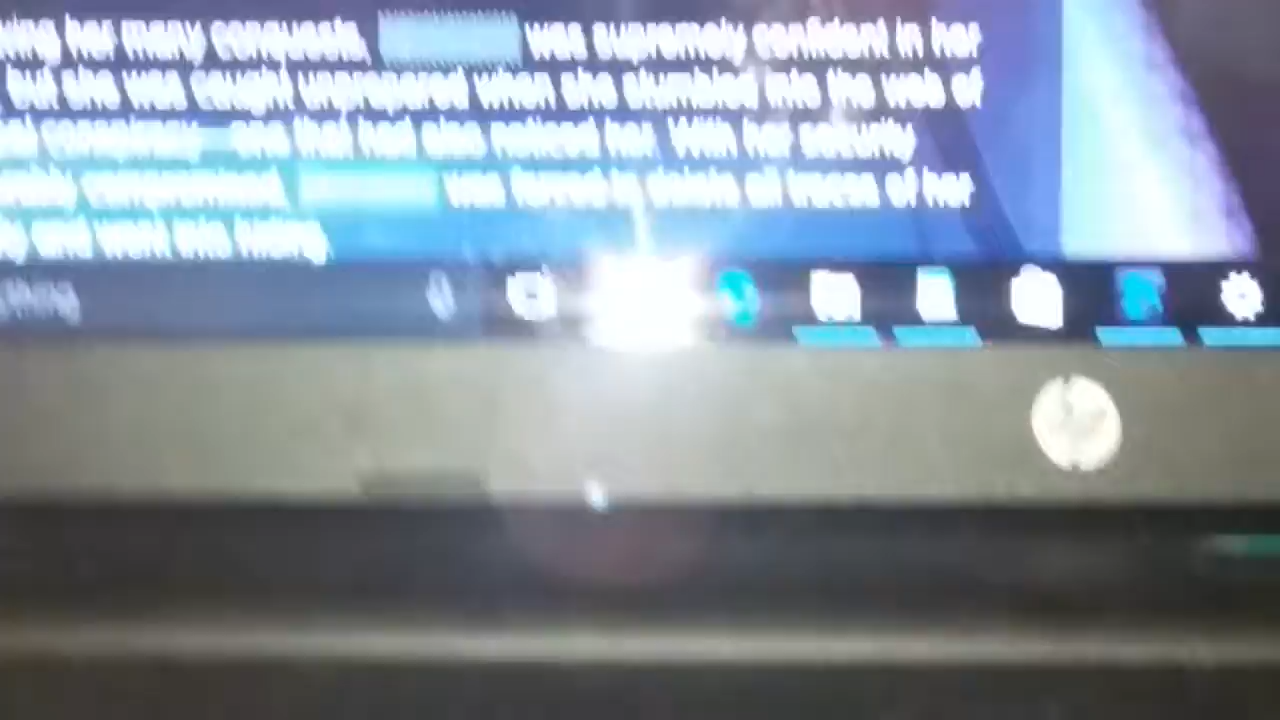 her many conquests, was supremely confident in her
but she was caught unprepared when she stumbled into the web of
conspiracy one that had also noticed her. With her security
compromised, was forced to delete all traces of her
and went into hiding.